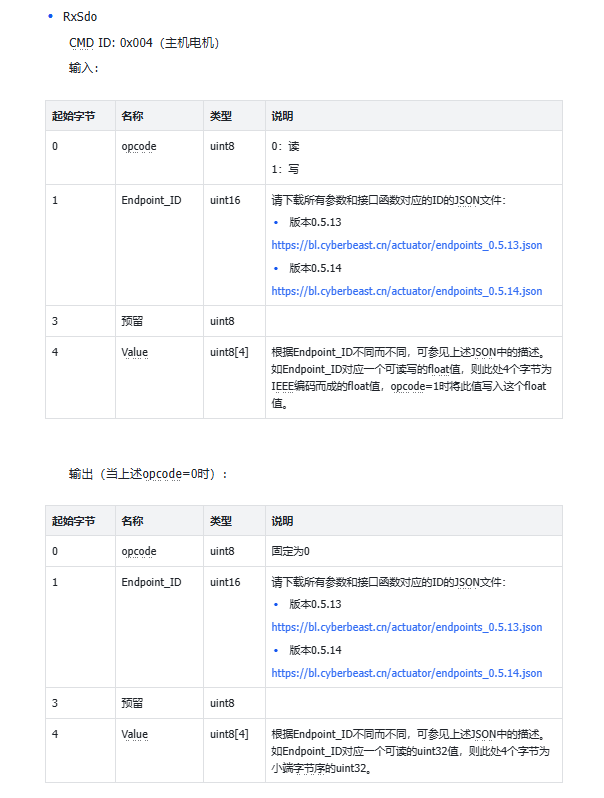 • RxSdo
CMD ID: 0x004（主机电机）
输入：
起始字节 名称 类型 说明
0 opcode uint8 0：读
1：写
1 Endpoint_ID uint16 请下载所有参数和接口函数对应的ID的JSON文件：
• 版本0.5.13
https://bl.cyberbeast.cn/actuator/endpoints_0.5.13.json
• 版本0.5.14
https://bl.cyberbeast.cn/actuator/endpoints_0.5.14.json
3 预留 uint8
4 Value uint8[4] 根据Endpoint_ID不同而不同，可参见上述JSON中的描述。
如Endpoint_ID对应一个可读写的float值，则此处4个字节为
IEEE编码而成的float值，opcode=1时将此值写入这个float
值。
输出（当上述opcode=0时）：
起始字节 名称 类型 说明
0 opcode uint8 固定为0
1 Endpoint_ID uint16 请下载所有参数和接口函数对应的ID的JSON文件：
• 版本0.5.13
https://bl.cyberbeast.cn/actuator/endpoints_0.5.13.json
• 版本0.5.14
https://bl.cyberbeast.cn/actuator/endpoints_0.5.14.json
3 预留 uint8
4 Value uint8[4] 根据Endpoint_ID不同而不同，可参见上述JSON中的描述。
如Endpoint_ID对应一个可读的uint32值，则此处4个字节为
小端字节序的uint32。